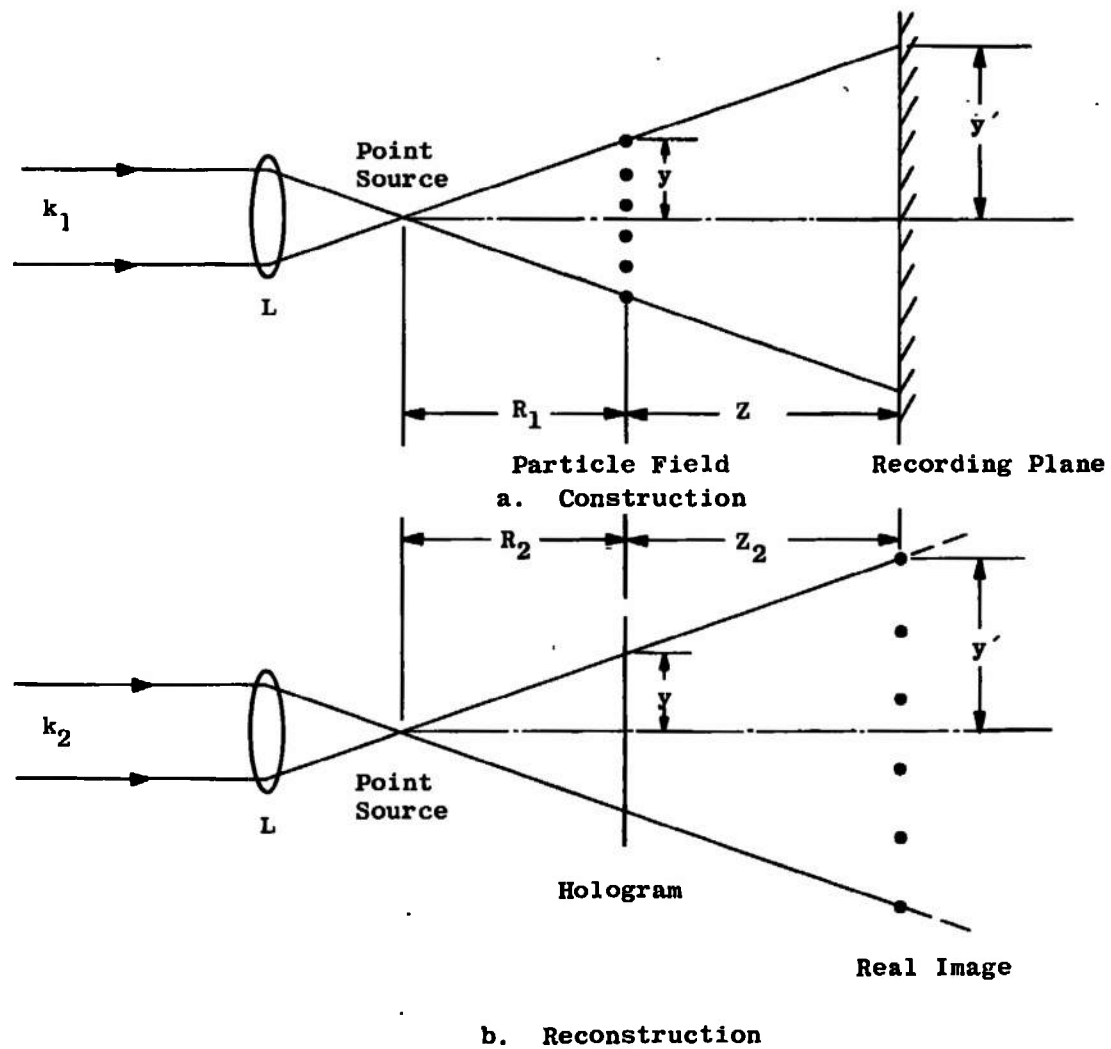 Point
Source
k1
L
y
y′
R1
Z
Particle Field
Recording Plane
a. Construction
R2
Z2
k2
L
Point
Source
y
y′
Hologram
Real Image
b. Reconstruction